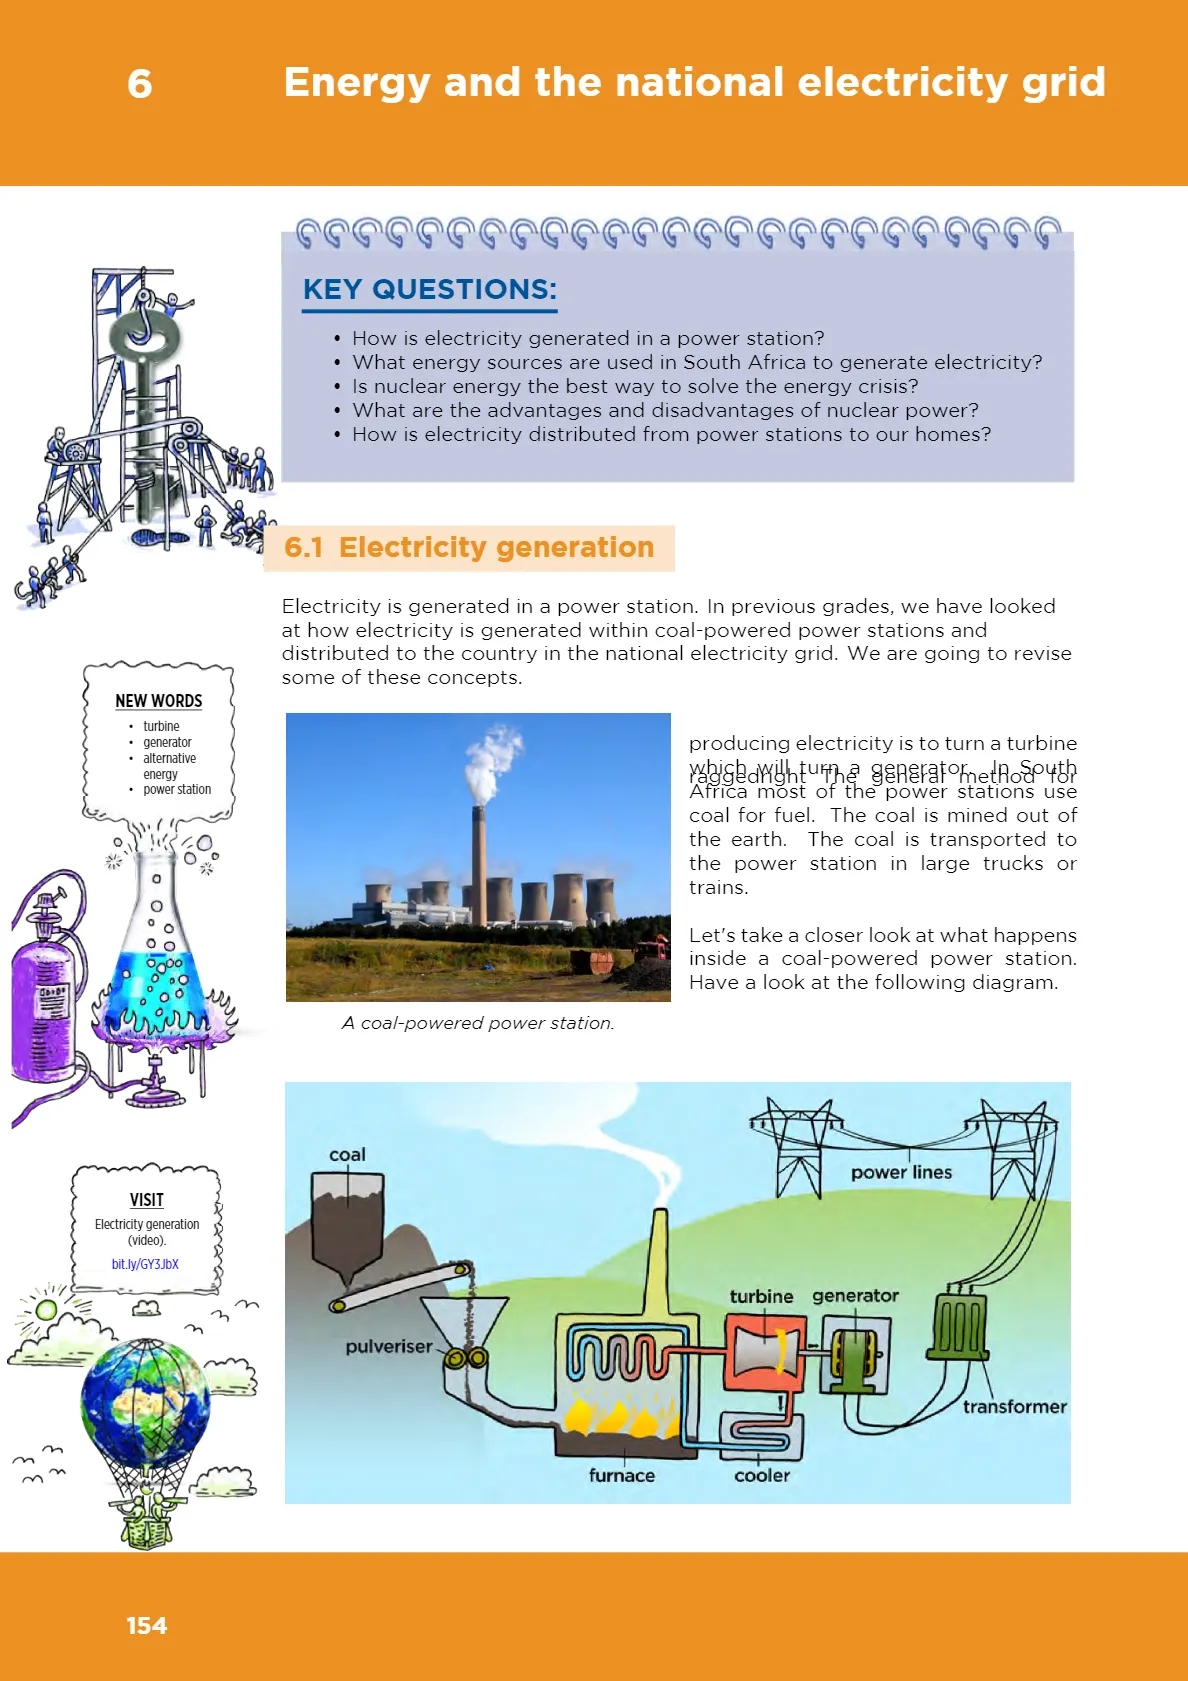 6
Energy and the national electricity grid
KEY QUESTIONS:
• How is electricity generated in a power station?
• What energy sources are used in South Africa to generate electricity?
• Is nuclear energy the best way to solve the energy crisis?
• What are the advantages and disadvantages of nuclear power?
• How is electricity distributed from power stations to our homes?
6.1 Electricity generation
Electricity is generated in a power station. In previous grades, we have looked
at how electricity is generated within coal-powered power stations and
distributed to the country in the national electricity grid. We are going to revise
some of these concepts.
NEW WORDS
• turbine
• generator
• alternative
energy
• power station
raggedright The general method for
producing electricity is to turn a turbine
which will turn a generator. In South
Africa most of the power stations use
coal for fuel. The coal is mined out of
the earth. The coal is transported to
the power station in large trucks or
trains.
Let's take a closer look at what happens
inside a coal-powered power station.
Have a look at the following diagram.
A coal-powered power station.
VISIT
Electricity generation
(video).
bit.ly/GY3JbX
coal
power lines
turbine
generator
pulveriser
transformer
furnace
cooler
154